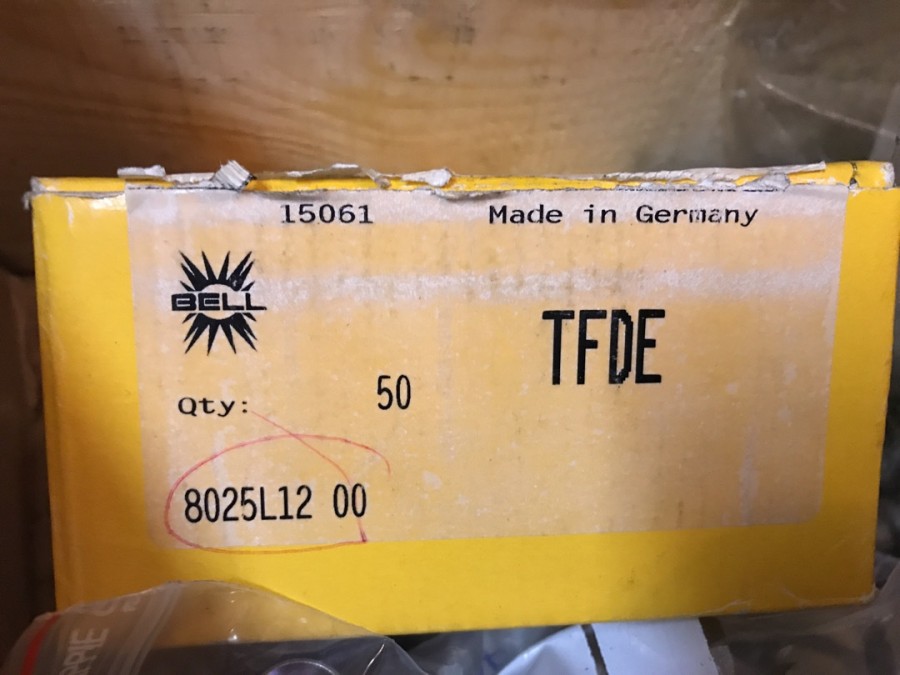 15061 Made in Germany
BELL
TFDE
Qty: 50
8025L12 00